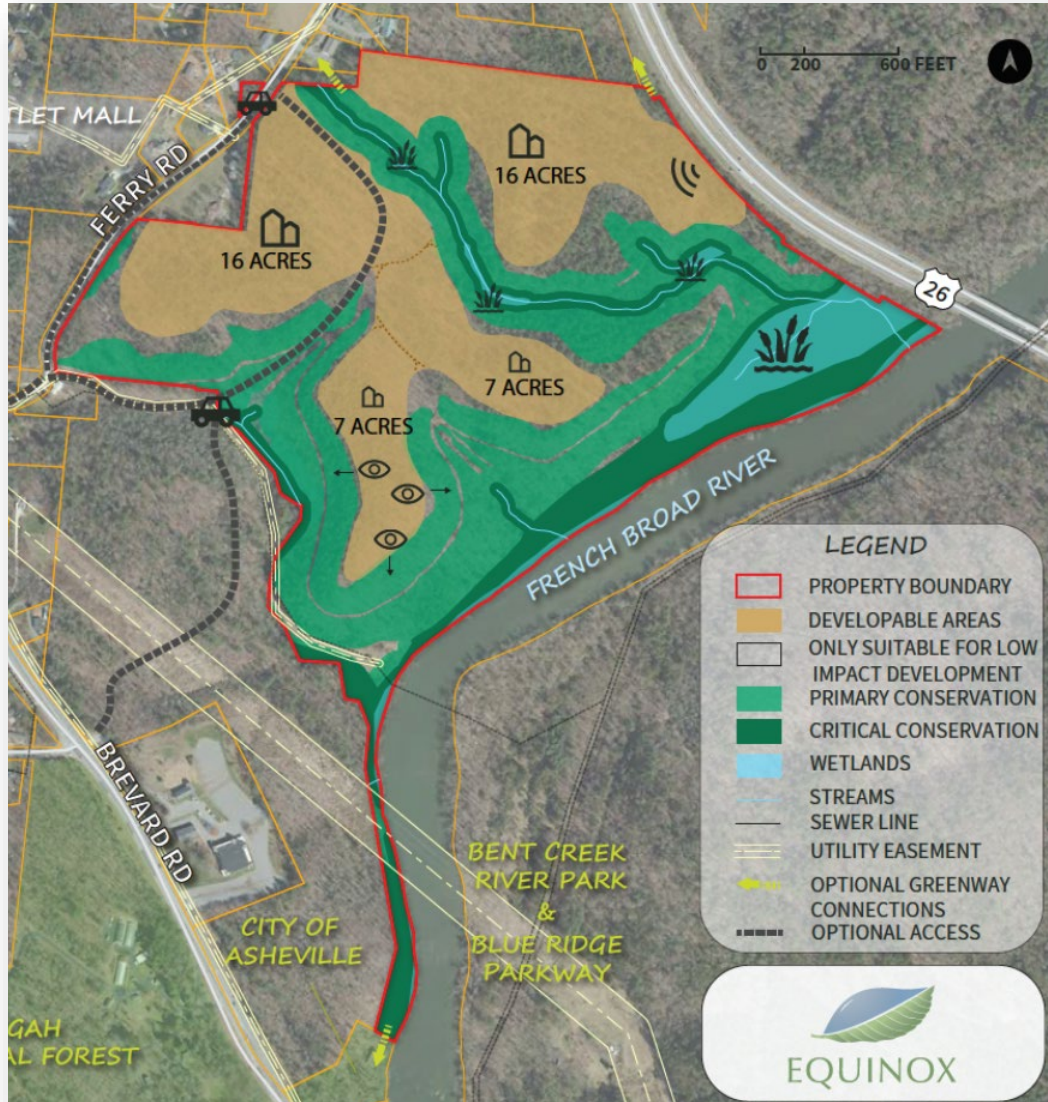 0 200 600 FEET
TLET MALL
FERRY RD
16 ACRES
16 ACRES
26
7 ACRES
7 ACRES
FRENCH BROAD RIVER
BREVARD RD
BENT CREEK
RIVER PARK
&
BLUE RIDGE
PARKWAY
CITY OF
ASHEVILLE
GAH
AL FOREST
LEGEND
PROPERTY BOUNDARY
DEVELOPABLE AREAS
ONLY SUITABLE FOR LOW
IMPACT DEVELOPMENT
PRIMARY CONSERVATION
CRITICAL CONSERVATION
WETLANDS
STREAMS
SEWER LINE
UTILITY EASEMENT
OPTIONAL GREENWAY
CONNECTIONS
OPTIONAL ACCESS
EQUINOX